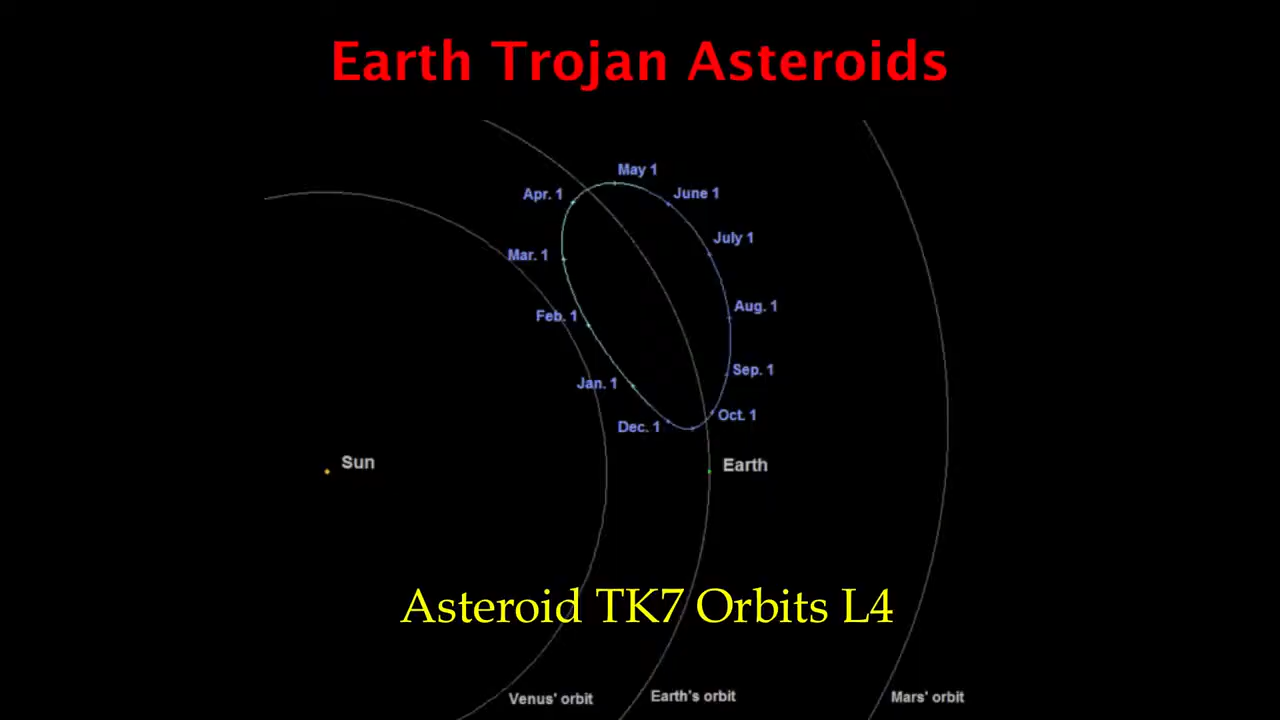 Earth Trojan Asteroids
May 1
Apr. 1
June 1
July 1
Mar. 1
Aug. 1
Feb. 1
Sep. 1
Jan. 1
Oct. 1
Dec. 1
Sun
Earth
Asteroid TK7 Orbits L4
Venus' orbit
Earth's orbit
Mars' orbit